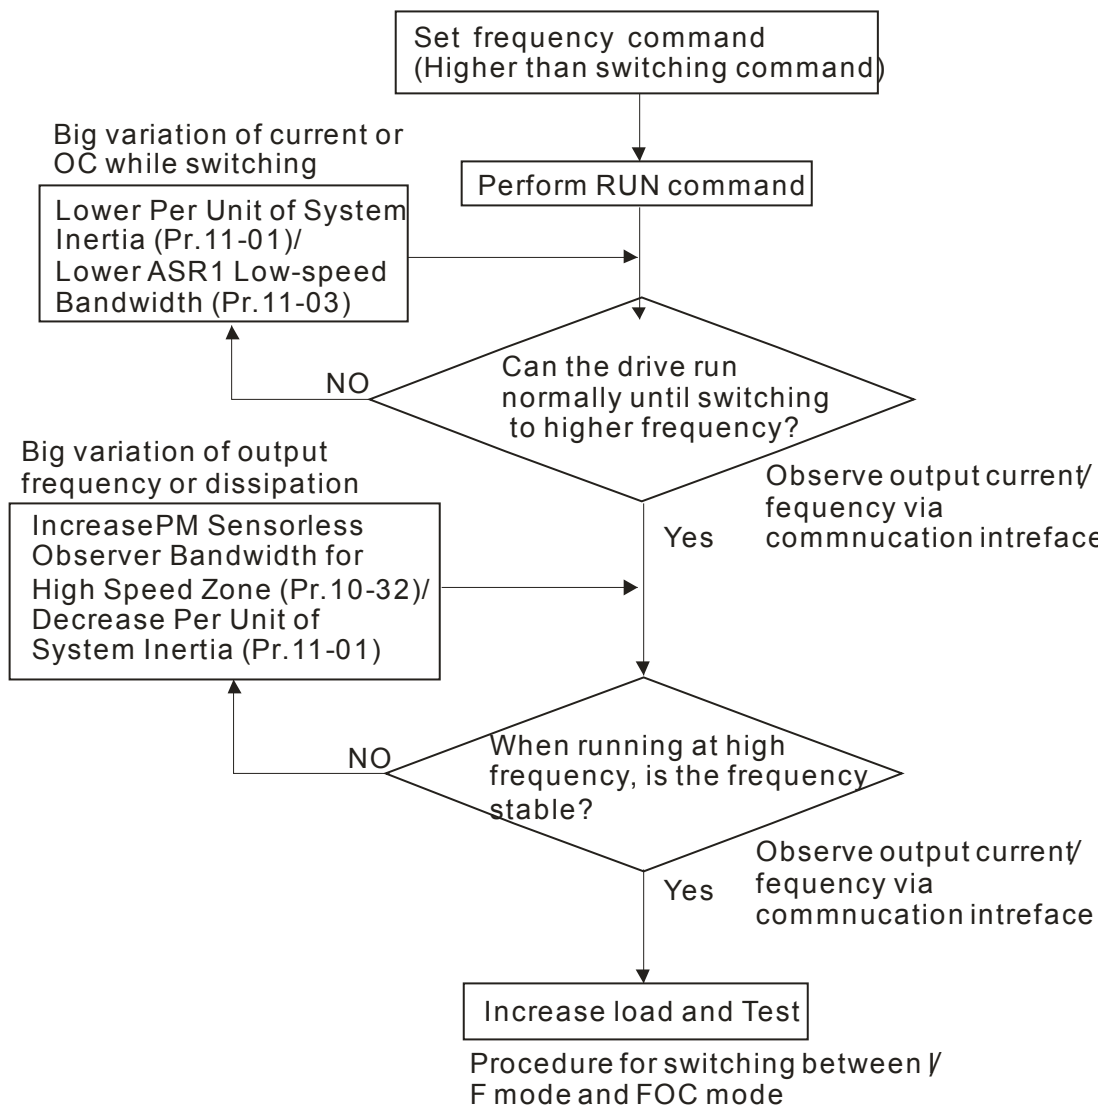 Set frequency command
(Higher than switching command)
Big variation of current or
OC while switching
Perform RUN command
Lower Per Unit of System
Inertia (Pr.11-01)/
Lower ASR1 Low-speed
Bandwidth (Pr.11-03)
Can the drive run
normally until switching
to higher frequency?
NO
Big variation of output
frequency or dissipation
Observe output current/
fequency via
commnucation intreface
Yes
IncreasePM Sensorless
Observer Bandwidth for
High Speed Zone (Pr.10-32)/
Decrease Per Unit of
System Inertia (Pr.11-01)
When running at high
frequency, is the frequency
stable?
NO
Observe output current/
fequency via
commnucation intreface
Yes
Increase load and Test
Procedure for switching between I/
F mode and FOC mode